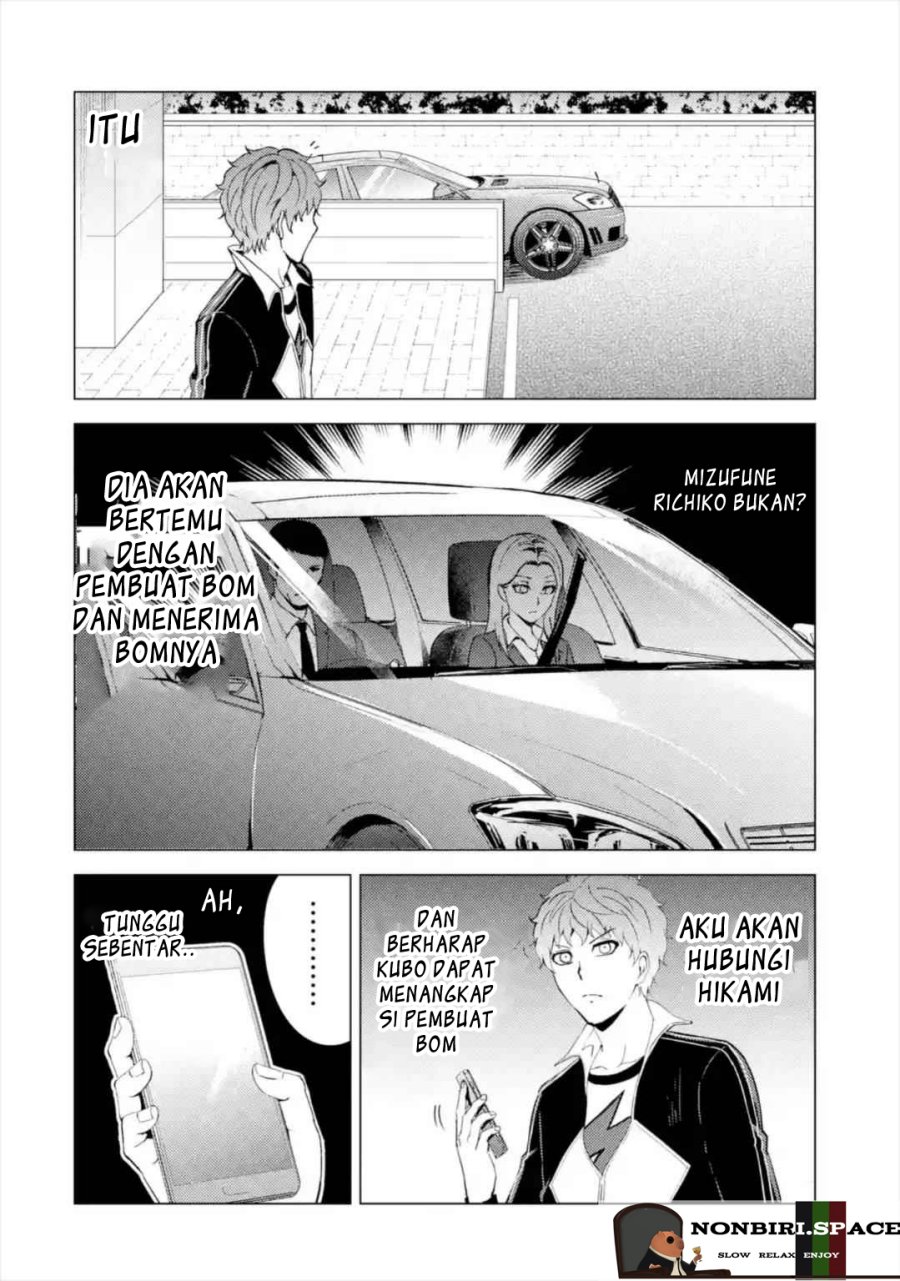 ITU
MIZUFUNE
RICHIKO BUKAN?
DIA AKAN
BERTEMU
DENGAN
PEMBUAT BOM
DAN MENERIMA
BOMNYA
AKU AKAN
HUBUNGI
HIKAMI
DAN
BERHARAP
KUBO DAPAT
MENANGKAP
SI PEMBUAT
BOM
AH,
TUNGGU
SEBENTAR..
NONBIRI.SPACE
SLOW RELAX ENJOY